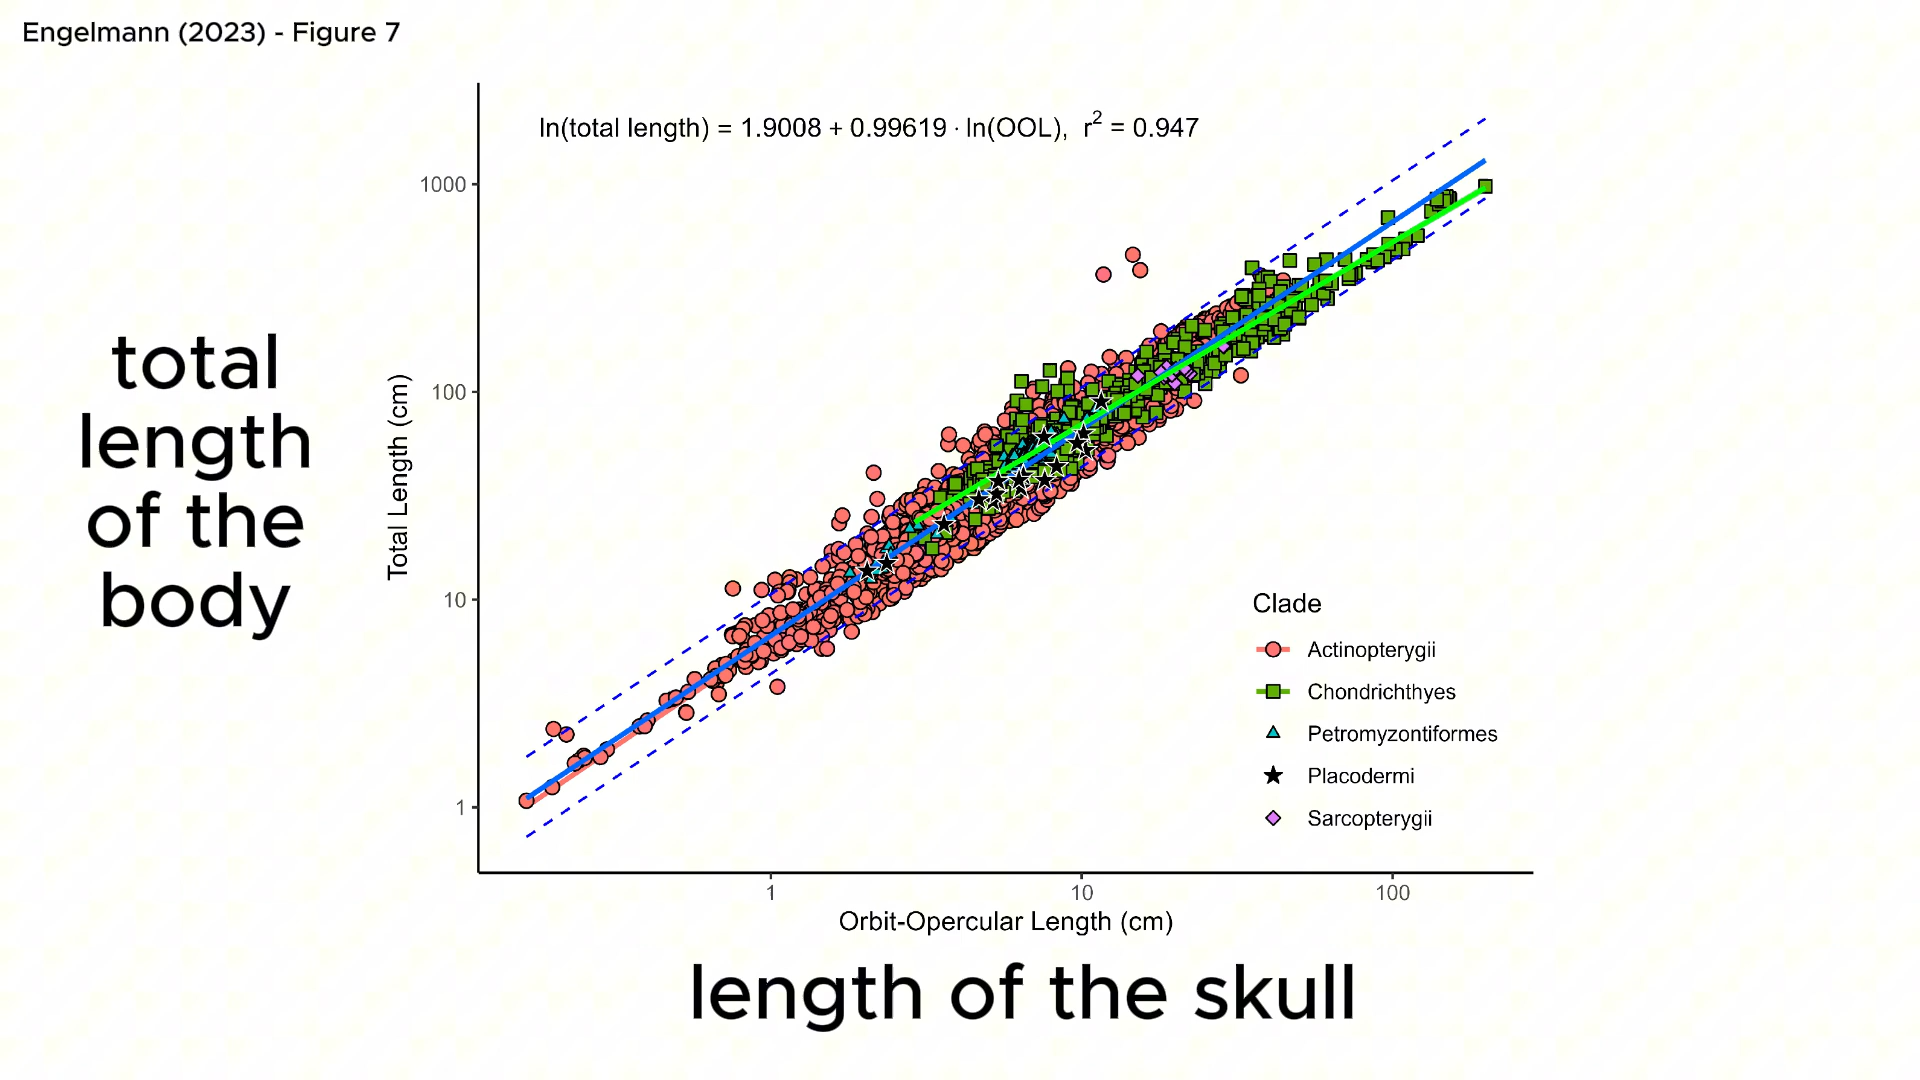 Engelmann (2023) - Figure 7
ln(total length) = 1.9008 + 0.99619 · ln(OOL), r² = 0.947
total
length
of the
body
Total Length (cm)
1000
100
10
1
Clade
Actinopterygii
Chondrichthyes
Petromyzontiformes
Placodermi
Sarcopterygii
1 10 100
Orbit-Opercular Length (cm)
length of the skull